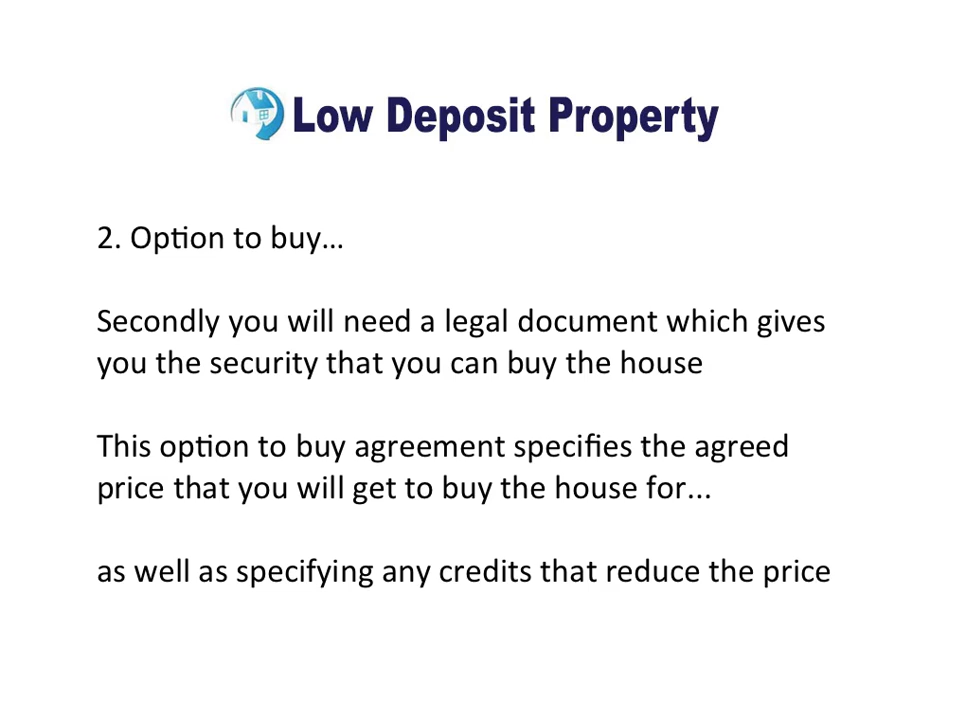 Low Deposit Property
2. Option to buy...
Secondly you will need a legal document which gives
you the security that you can buy the house
This option to buy agreement specifies the agreed
price that you will get to buy the house for...
as well as specifying any credits that reduce the price